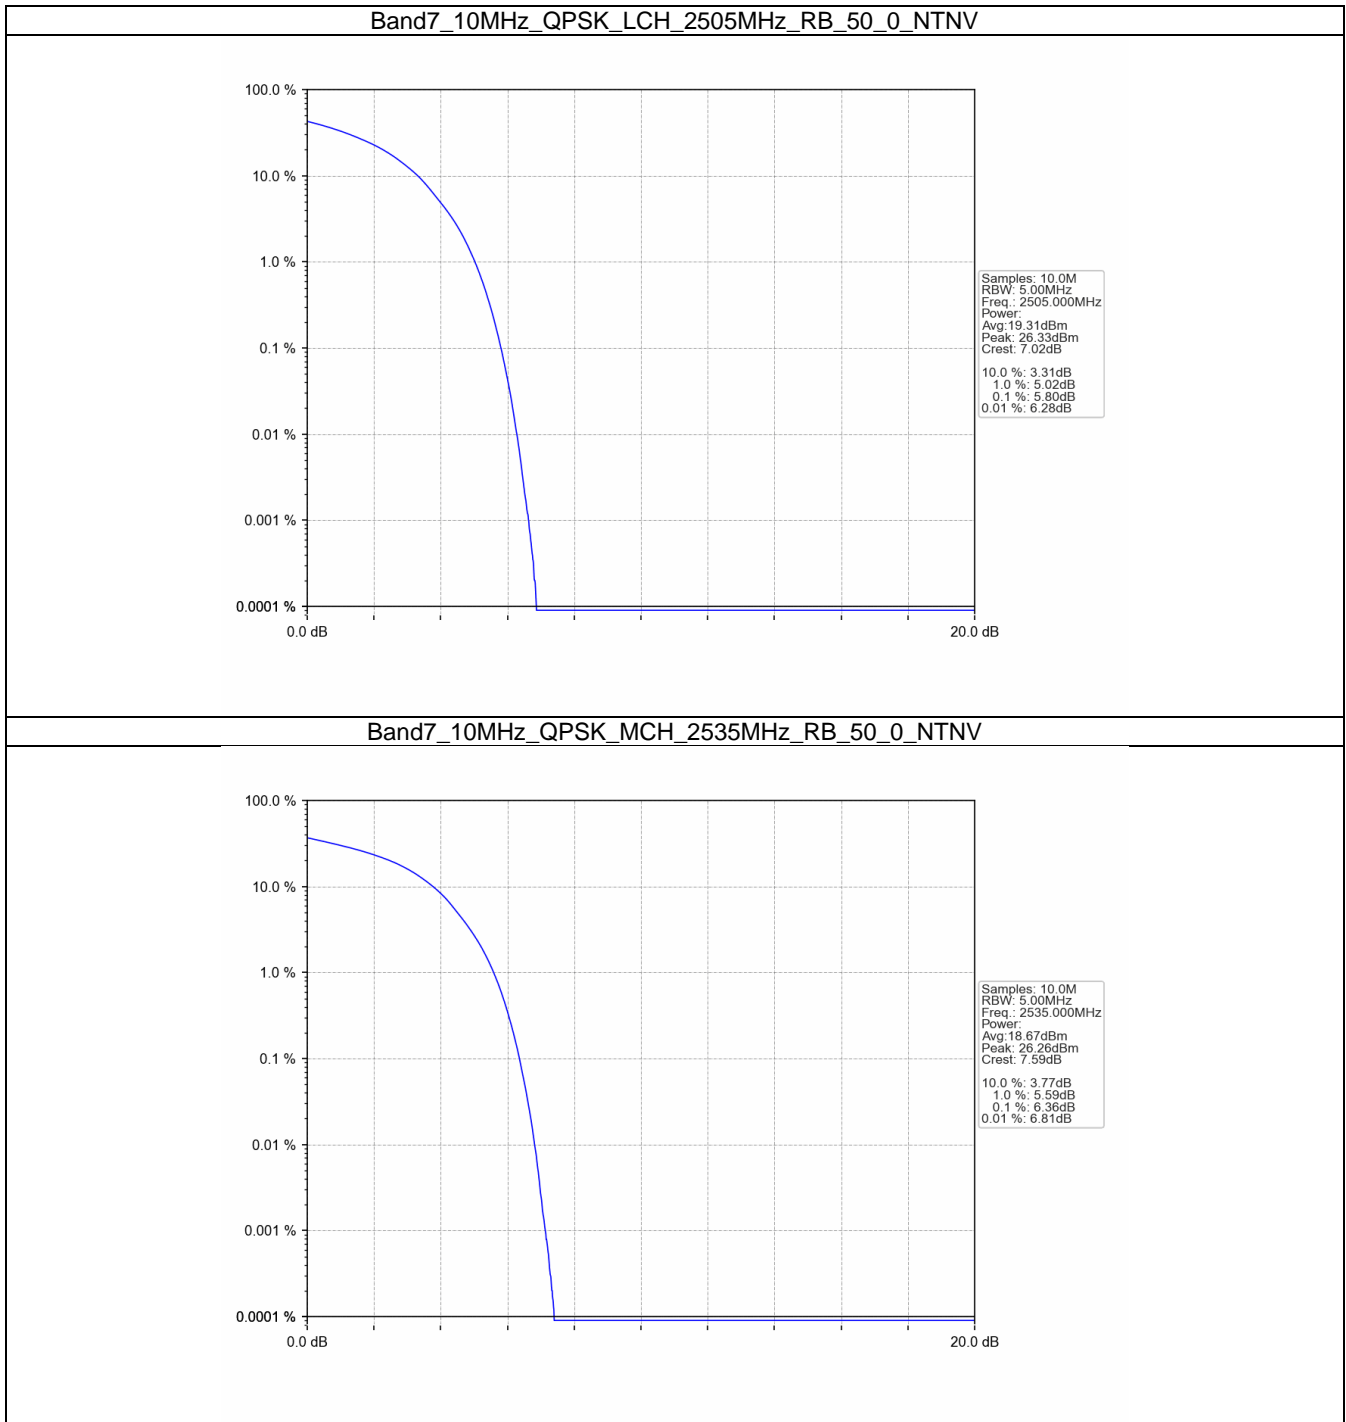 Band7_10MHz_QPSK_LCH_2505MHz_RB_50_0_NTNV
100.0 %
10.0 %
1.0 %
0.1 %
0.01 %
0.001 %
0.0001 %
0.0 dB
20.0 dB
Samples: 10.0M
RBW: 5.00MHz
Freq.: 2505.000MHz
Power:
Avg:19.31dBm
Peak: 26.33dBm
Crest: 7.02dB
10.0 %: 3.31dB
1.0 %: 5.02dB
0.1 %: 5.80dB
0.01 %: 6.28dB
Band7_10MHz_QPSK_MCH_2535MHz_RB_50_0_NTNV
100.0 %
10.0 %
1.0 %
0.1 %
0.01 %
0.001 %
0.0001 %
0.0 dB
20.0 dB
Samples: 10.0M
RBW: 5.00MHz
Freq.: 2535.000MHz
Power:
Avg:18.67dBm
Peak: 26.26dBm
Crest: 7.59dB
10.0 %: 3.77dB
1.0 %: 5.59dB
0.1 %: 6.36dB
0.01 %: 6.81dB